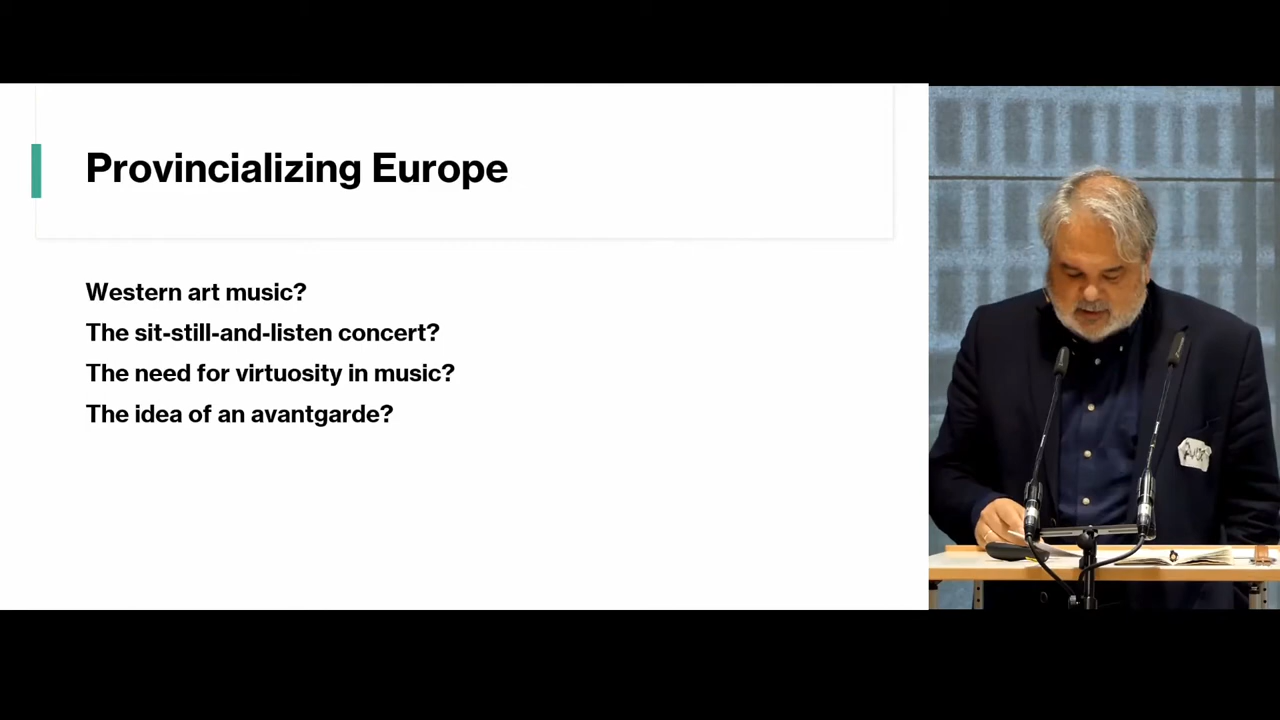 Provincializing Europe
Western art music?
The sit-still-and-listen concert?
The need for virtuosity in music?
The idea of an avantgarde?